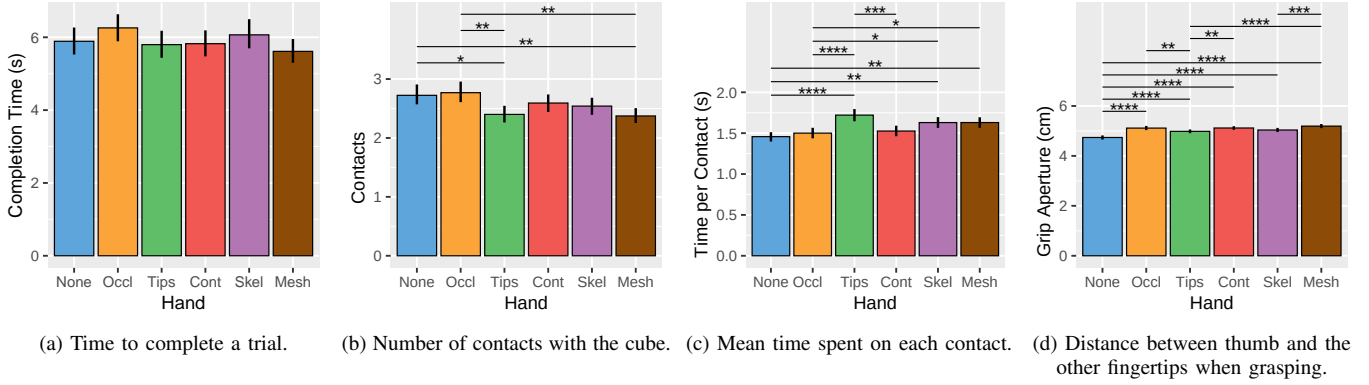 Completion Time (s)
6
4
2
0
None Occl Tips Cont Skel Mesh
Hand
(a) Time to complete a trial.
Contacts
**
**
**
*
3
2
1
0
None Occl Tips Cont Skel Mesh
Hand
(b) Number of contacts with the cube.
Time per Contact (s)
***
*
*
****
**
**
****
2.0
1.5
1.0
0.5
0.0
None Occl Tips Cont Skel Mesh
Hand
(c) Mean time spent on each contact.
Grip Aperture (cm)
***
****
**
**
****
****
****
****
****
6
4
2
0
None Occl Tips Cont Skel Mesh
Hand
(d) Distance between thumb and the
other fingertips when grasping.